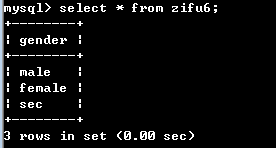 mysql> select * from zifu6;
+--------+
| gender |
+--------+
| male   |
| female |
| sec    |
+--------+
3 rows in set (0.00 sec)